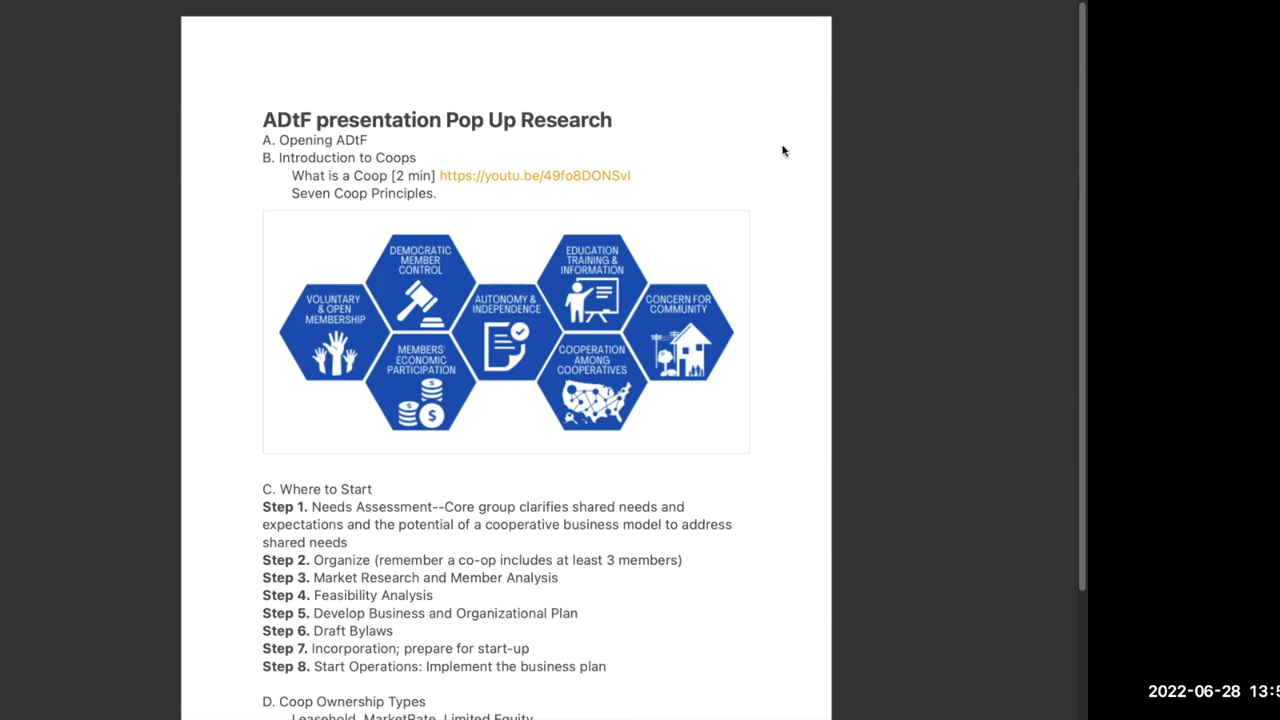 ADtF presentation Pop Up Research
A. Opening ADtF
B. Introduction to Coops
What is a Coop [2 min] https://youtu.be/49fo8DONSvI
Seven Coop Principles.
VOLUNTARY
& OPEN
MEMBERSHIP
DEMOCRATIC
MEMBER
CONTROL
MEMBERS'
ECONOMIC
PARTICIPATION
AUTONOMY &
INDEPENDENCE
EDUCATION
TRAINING &
INFORMATION
COOPERATION
AMONG
COOPERATIVES
CONCERN FOR
COMMUNITY
C. Where to Start
Step 1. Needs Assessment--Core group clarifies shared needs and
expectations and the potential of a cooperative business model to address
shared needs
Step 2. Organize (remember a co-op includes at least 3 members)
Step 3. Market Research and Member Analysis
Step 4. Feasibility Analysis
Step 5. Develop Business and Organizational Plan
Step 6. Draft Bylaws
Step 7. Incorporation; prepare for start-up
Step 8. Start Operations: Implement the business plan
D. Coop Ownership Types
Leasehold, MarketRate, Limited Equity
2022-06-28 13:5